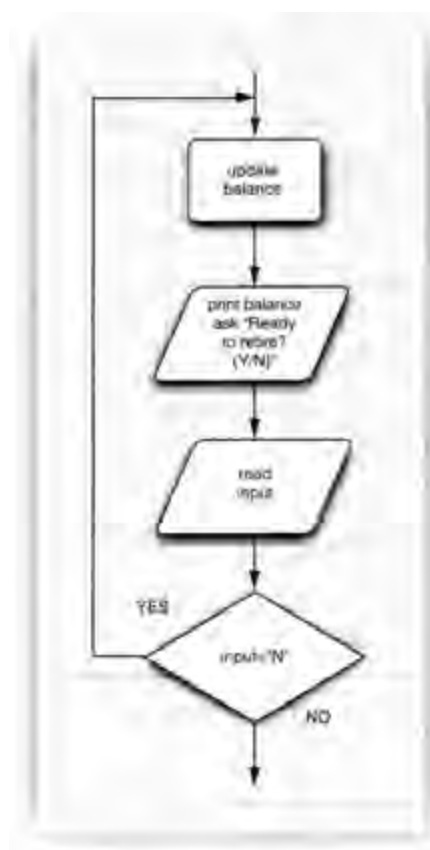 update
balance
print balance
ask "Ready
to retire?
(Y/N)"
read
input
YES
input="N"
NO